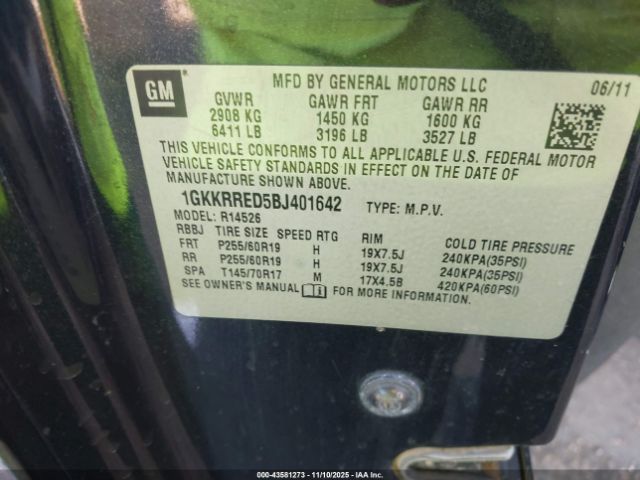 GM
MFD BY GENERAL MOTORS LLC 06/11
GVWR GAWR FRT GAWR RR
2908 KG 1450 KG 1600 KG
6411 LB 3196 LB 3527 LB
THIS VEHICLE CONFORMS TO ALL APPLICABLE U.S. FEDERAL MOTOR
VEHICLE SAFETY STANDARDS IN EFFECT ON THE DATE OF
MANUFACTURE SHOWN ABOVE.
1GKKRRED5BJ401642 TYPE: M.P.V.
MODEL: R14526
RBBJ TIRE SIZE SPEED RTG RIM COLD TIRE PRESSURE
FRT P255/60R19 H 19X7.5J 240KPA(35PSI)
RR P255/60R19 H 19X7.5J 240KPA(35PSI)
SPA T145/70R17 M 17X4.5B 420KPA(60PSI)
SEE OWNER'S MANUAL FOR MORE INFORMATION.
000-43581273 - 11/10/2025 - IAA Inc.